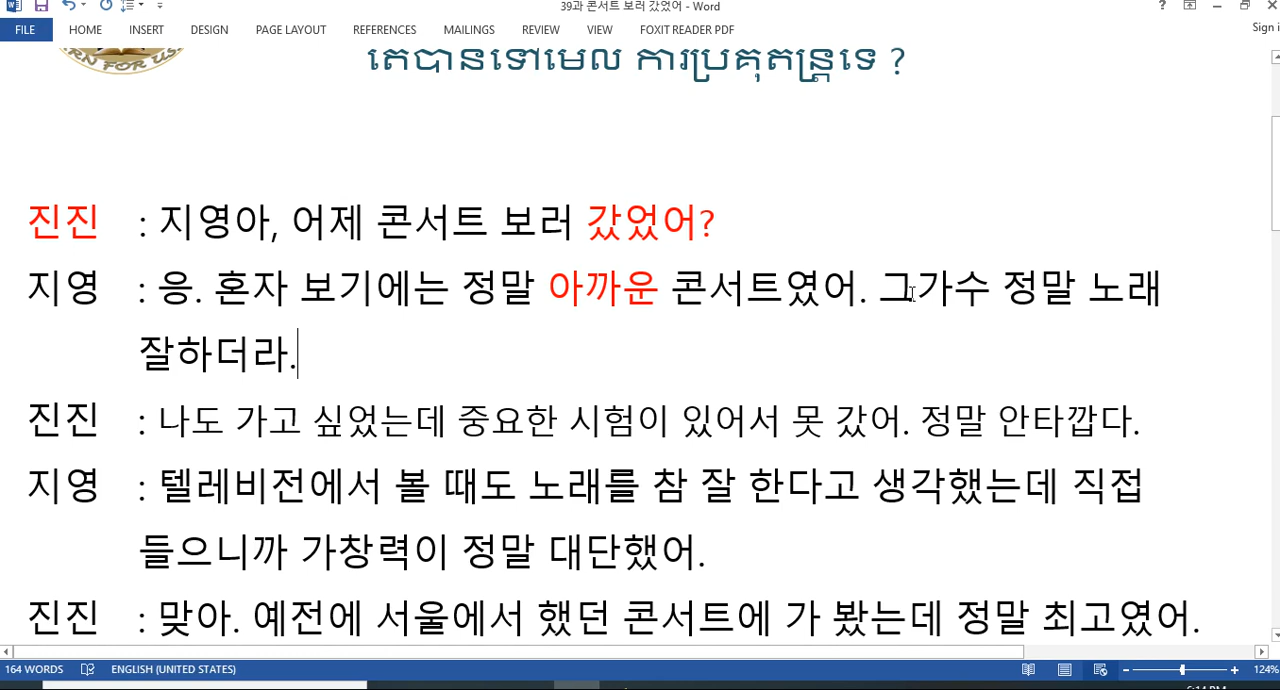 39과 콘서트 보러 갔었어 - Word
FILE HOME INSERT DESIGN PAGE LAYOUT REFERENCES MAILINGS REVIEW VIEW FOXIT READER PDF Sign i
តេបានទៅមើល ការប្រគុំតន្រ្តទេ ?
진진 : 지영아, 어제 콘서트 보러 갔었어?
지영 : 응. 혼자 보기에는 정말 아까운 콘서트였어. 그가수 정말 노래
잘하더라.
진진 : 나도 가고 싶었는데 중요한 시험이 있어서 못 갔어. 정말 안타깝다.
지영 : 텔레비전에서 볼 때도 노래를 참 잘 한다고 생각했는데 직접
들으니까 가창력이 정말 대단했어.
진진 : 맞아. 예전에 서울에서 했던 콘서트에 가 봤는데 정말 최고였어.
164 WORDS ENGLISH (UNITED STATES) 124%